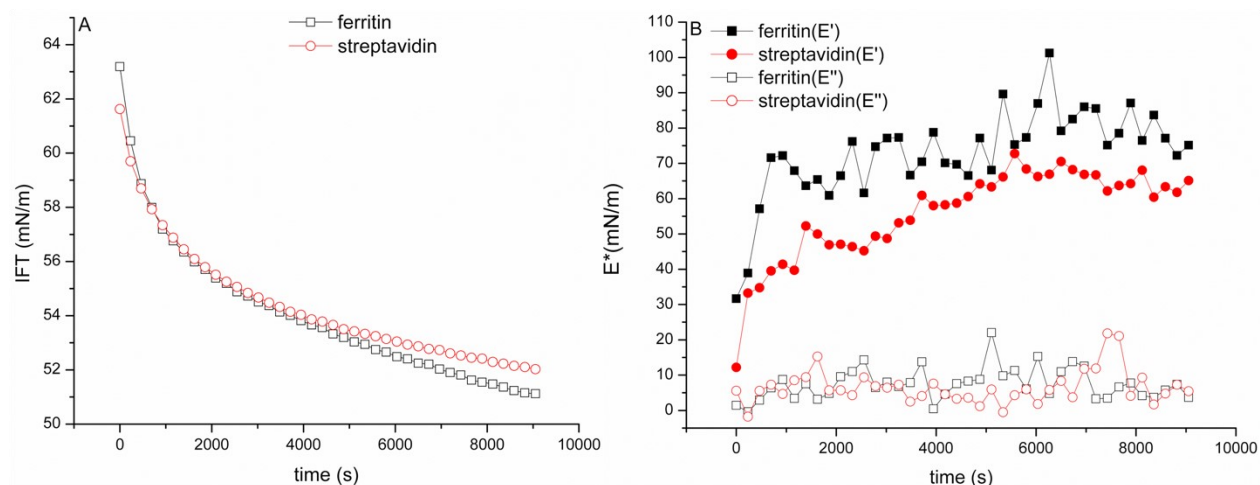 A
ferritin
streptavidin
64
62
60
58
56
54
52
50
IFT (mN/m)
0
2000
4000
6000
8000
10000
time (s)
B
ferritin(E')
streptavidin(E')
ferritin(E'')
streptavidin(E'')
110
100
90
80
70
60
50
40
30
20
10
0
E*(mN/m)
0
2000
4000
6000
8000
10000
time (s)